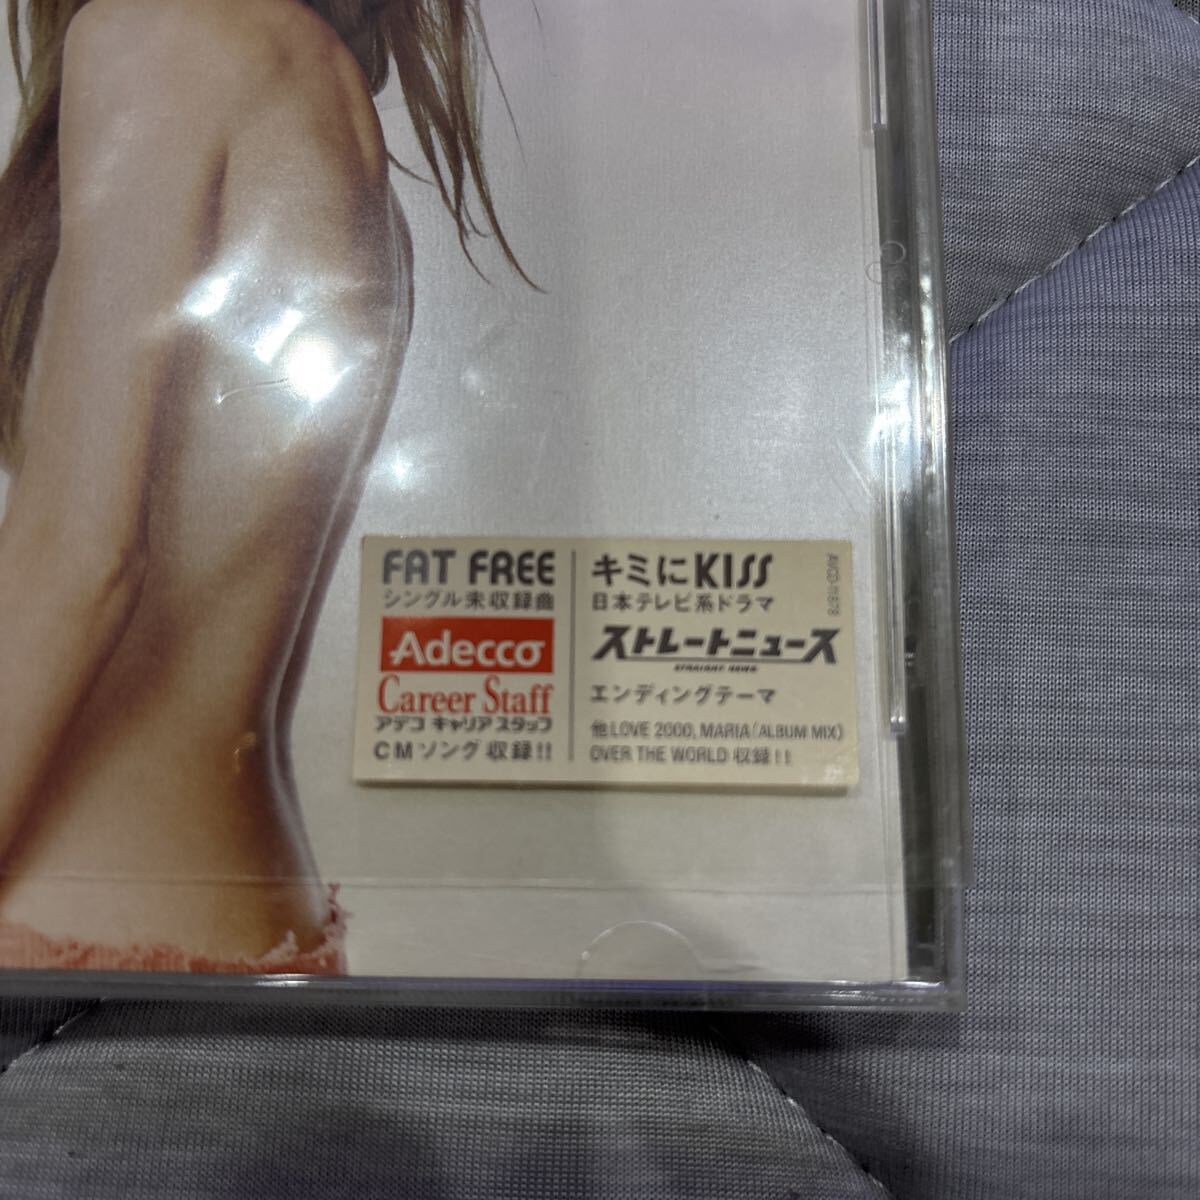 FAT FREE
シングル未収録曲
Adecco
Career Staff
アデコ キャリア スタッフ
CMソング収録!!
キミにKISS
日本テレビ系ドラマ
ストレートニュース
STRAIGHT NEWS
エンディングテーマ
他LOVE 2000, MARIA(ALBUM MIX)
OVER THE WORLD 収録!!
AVCD-11878